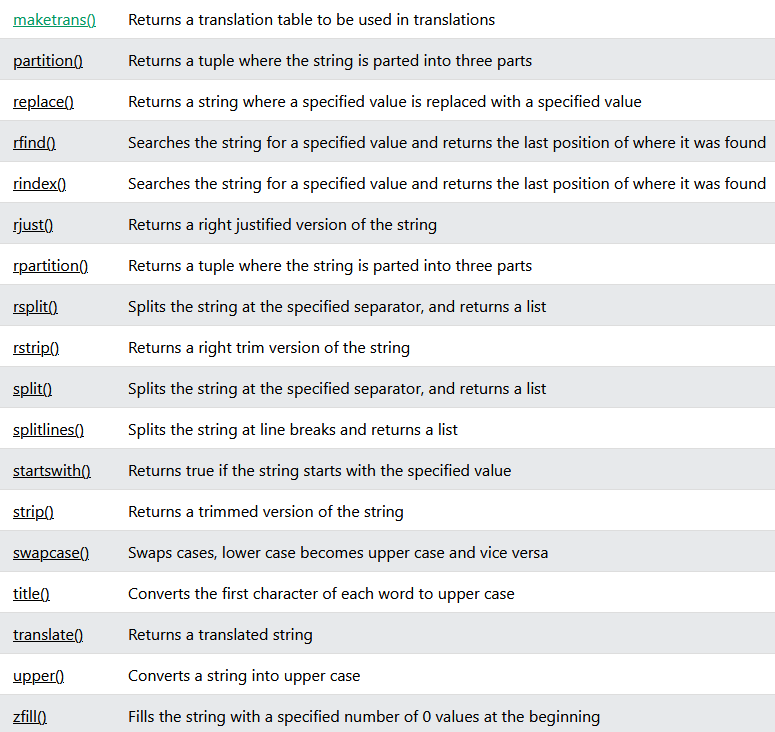 maketrans() Returns a translation table to be used in translations
partition() Returns a tuple where the string is parted into three parts
replace() Returns a string where a specified value is replaced with a specified value
rfind() Searches the string for a specified value and returns the last position of where it was found
rindex() Searches the string for a specified value and returns the last position of where it was found
rjust() Returns a right justified version of the string
rpartition() Returns a tuple where the string is parted into three parts
rsplit() Splits the string at the specified separator, and returns a list
rstrip() Returns a right trim version of the string
split() Splits the string at the specified separator, and returns a list
splitlines() Splits the string at line breaks and returns a list
startswith() Returns true if the string starts with the specified value
strip() Returns a trimmed version of the string
swapcase() Swaps cases, lower case becomes upper case and vice versa
title() Converts the first character of each word to upper case
translate() Returns a translated string
upper() Converts a string into upper case
zfill() Fills the string with a specified number of 0 values at the beginning